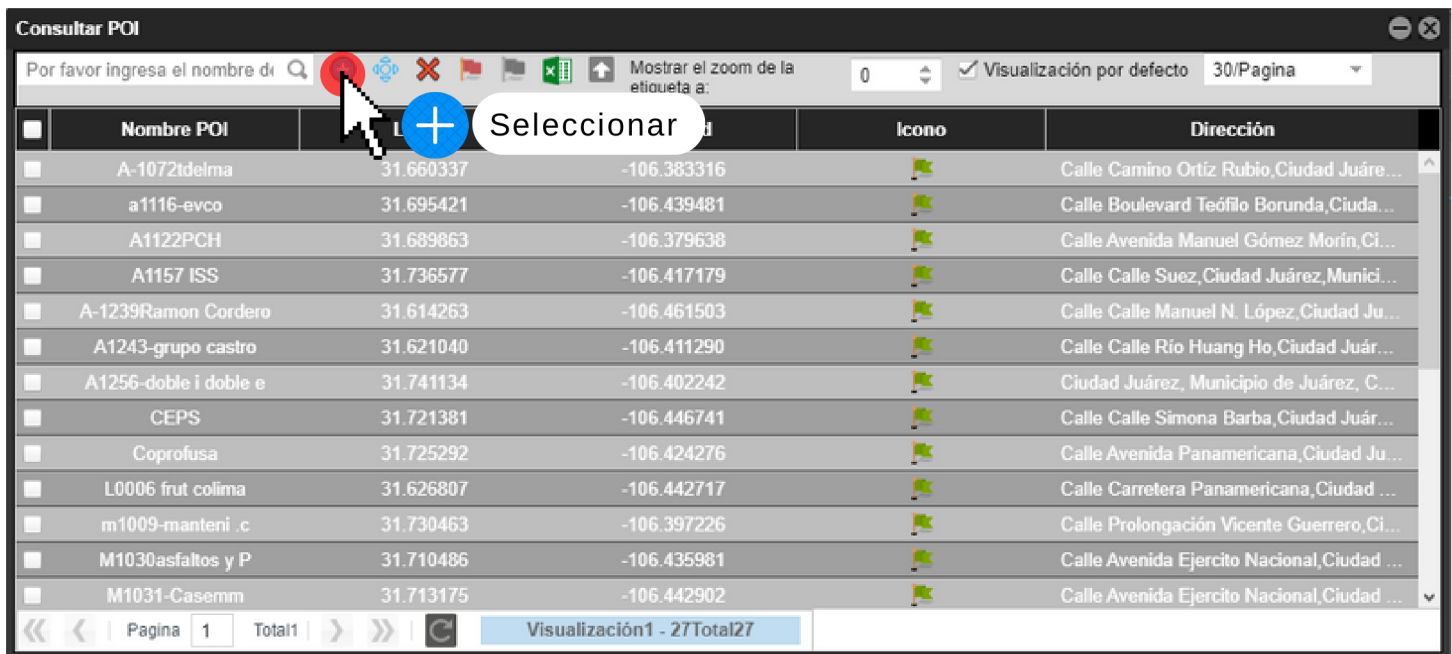 Consultar POI
Por favor ingresa el nombre de
Mostrar el zoom de la etiqueta a:
0
Visualización por defecto
30/Pagina
Seleccionar
Nombre POI L d Icono Dirección
A-1072tdelma 31.660337 -106.383316 Calle Camino Ortíz Rubio,Ciudad Juáre...
a1116-evco 31.695421 -106.439481 Calle Boulevard Teófilo Borunda,Ciuda...
A1122PCH 31.689863 -106.379638 Calle Avenida Manuel Gómez Morín,Ci...
A1157 ISS 31.736577 -106.417179 Calle Calle Suez,Ciudad Juárez,Munici...
A-1239Ramon Cordero 31.614263 -106.461503 Calle Calle Manuel N. López,Ciudad Ju...
A1243-grupo castro 31.621040 -106.411290 Calle Calle Río Huang Ho,Ciudad Juár...
A1256-doble i doble e 31.741134 -106.402242 Ciudad Juárez, Municipio de Juárez, C...
CEPS 31.721381 -106.446741 Calle Calle Simona Barba,Ciudad Juár...
Coprofusa 31.725292 -106.424276 Calle Avenida Panamericana,Ciudad Ju...
L0006 frut colima 31.626807 -106.442717 Calle Carretera Panamericana,Ciudad ...
m1009-manteni .c 31.730463 -106.397226 Calle Prolongación Vicente Guerrero,Ci...
M1030asfaltos y P 31.710486 -106.435981 Calle Avenida Ejercito Nacional,Ciudad ...
M1031-Casemm 31.713175 -106.442902 Calle Avenida Ejercito Nacional,Ciudad ...
Pagina 1 Total1 Visualización1 - 27Total27